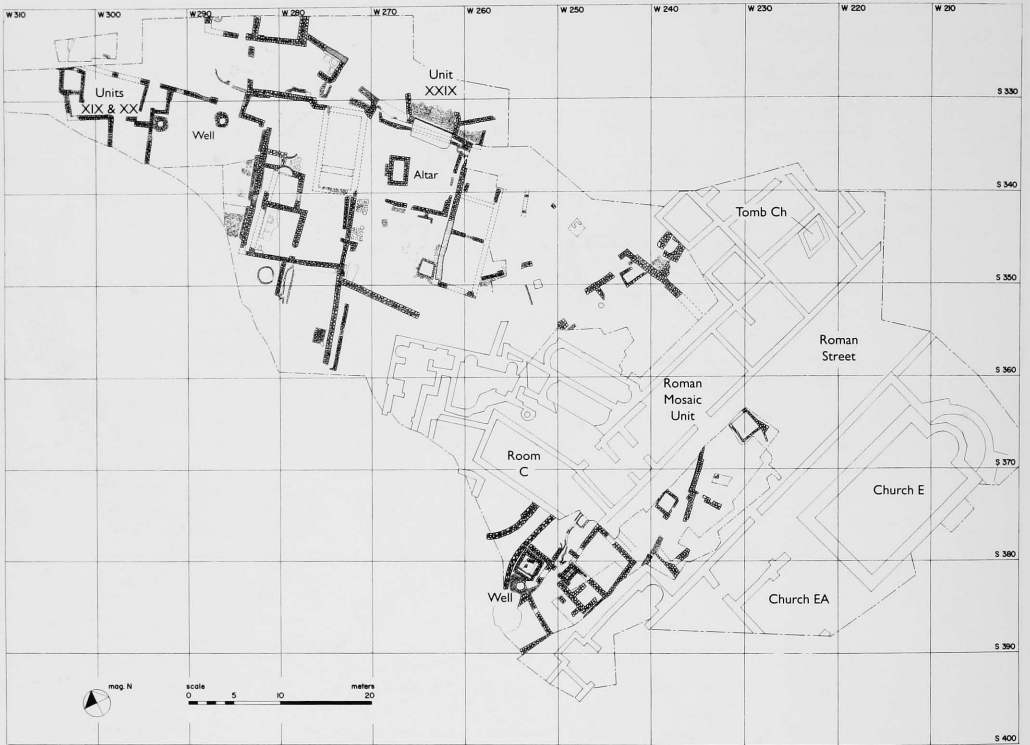 W 310 W 300 W 290 W 280 W 270 W 260 W 250 W 240 W 230 W 220 W 210
Unit
XXIX
Units
XIX & XX
S 330
Well
Altar
S 340
Tomb Ch
S 350
Roman
Street
S 360
Roman
Mosaic
Unit
Room
C
S 370
Church E
S 380
Well
Church EA
S 390
mag. N
scale meters
0 5 10 20
S 400